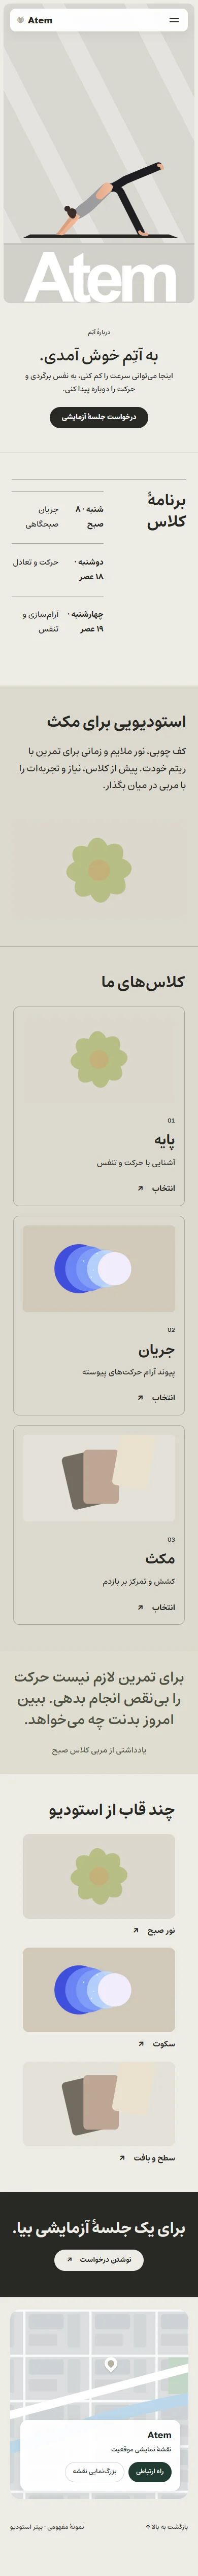 Atem
Atem
دربارهٔ آتِم
به آتِم خوش آمدی.
اینجا می‌توانی سرعت را کم کنی، به نفس برگردی و
حرکت را دوباره پیدا کنی.
درخواست جلسهٔ آزمایشی
برنامهٔ
کلاس
شنبه · ۸
صبح
جریان
صبحگاهی
دوشنبه ·
۱۸ عصر
حرکت و تعادل
چهارشنبه ·
۱۹ عصر
آرام‌سازی و
تنفس
استودیویی برای مکث
کف چوبی، نور ملایم و زمانی برای تمرین با
ریتم خودت. پیش از کلاس، نیاز و تجربه‌ات را
با مربی در میان بگذار.
کلاس‌های ما
01
پایه
آشنایی با حرکت و تنفس
انتخاب ↗
02
جریان
پیوند آرام حرکت‌های پیوسته
انتخاب ↗
03
مکث
کشش و تمرکز بر بازدم
انتخاب ↗
برای تمرین لازم نیست حرکت
را بی‌نقص انجام بدهی. ببین
امروز بدنت چه می‌خواهد.
یادداشتی از مربی کلاس صبح
چند قاب از استودیو
نور صبح ↗
سکوت ↗
سطح و بافت ↗
برای یک جلسهٔ آزمایشی بیا.
نوشتن درخواست ↗
Atem
نقشهٔ نمایشی موقعیت
راه ارتباطی
بزرگ‌نمایی نقشه
بازگشت به بالا ↑
نمونهٔ مفهومی · بیتر استودیو